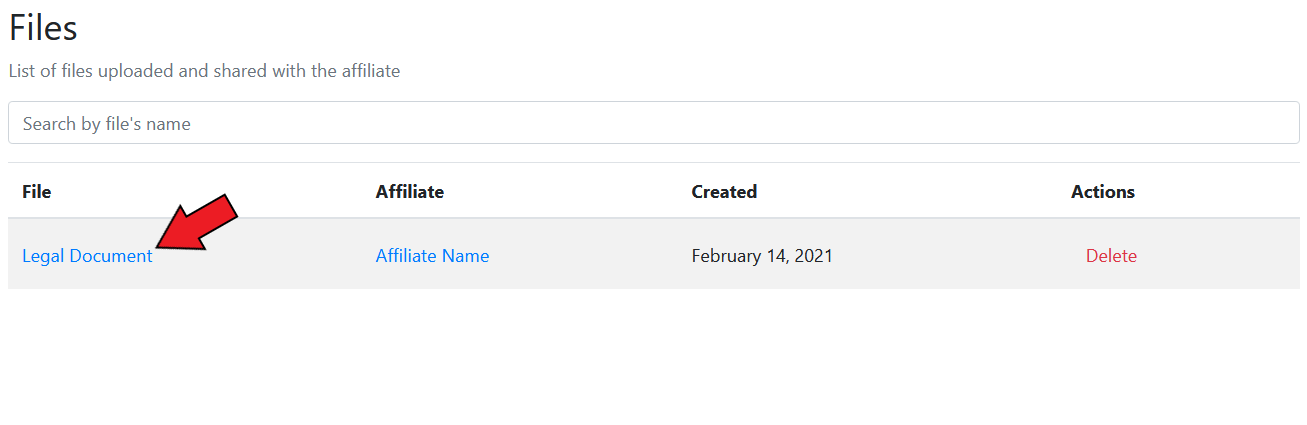 Files
List of files uploaded and shared with the affiliate
Search by file's name
File Affiliate Created Actions
Legal Document Affiliate Name February 14, 2021 Delete